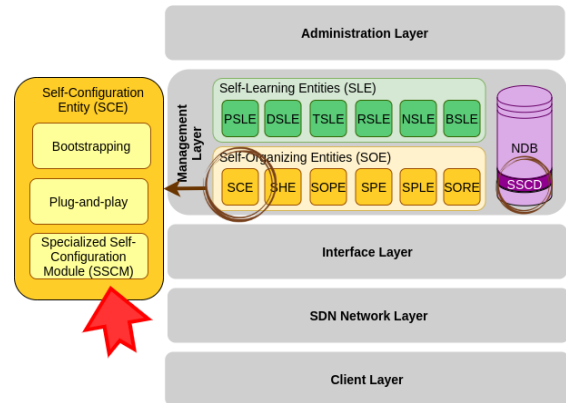 Administration Layer
Self-Configuration
Entity (SCE)
Bootstrapping
Plug-and-play
Specialized Self-
Configuration
Module (SSCM)
Management
Layer
Self-Learning Entities (SLE)
PSLE DSLE TSLE RSLE NSLE BSLE
Self-Organizing Entities (SOE)
SCE SHE SOPE SPE SPLE SORE
NDB
SSCD
Interface Layer
SDN Network Layer
Client Layer